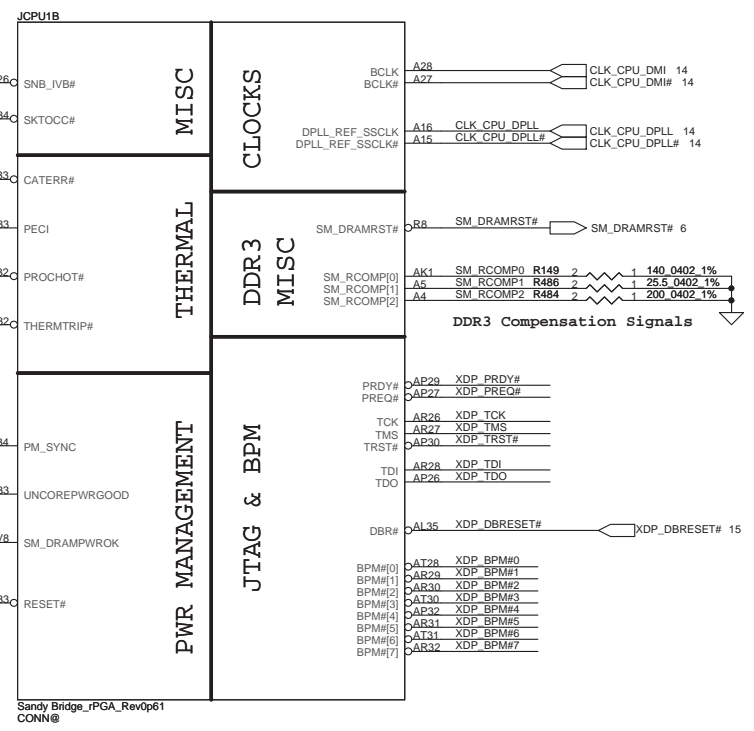 JCPU1B
MISC
SNB_IVB#
SKTOCC#
THERMAL
CATERR#
PECI
PROCHOT#
THERMTRIP#
PWR MANAGEMENT
PM_SYNC
UNCOREPWRGOOD
SM_DRAMPWROK
RESET#
CLOCKS
BCLK A28 CLK_CPU_DMI 14
BCLK# A27 CLK_CPU_DMI# 14
DPLL_REF_SSCLK A16 CLK_CPU_DPLL CLK_CPU_DPLL 14
DPLL_REF_SSCLK# A15 CLK_CPU_DPLL# CLK_CPU_DPLL# 14
DDR3 MISC
SM_DRAMRST# R8 SM_DRAMRST# SM_DRAMRST# 6
SM_RCOMP[0] AK1 SM_RCOMP0 R149 2 1 140_0402_1%
SM_RCOMP[1] A5 SM_RCOMP1 R486 2 1 25.5_0402_1%
SM_RCOMP[2] A4 SM_RCOMP2 R484 2 1 200_0402_1%
DDR3 Compensation Signals
JTAG & BPM
PRDY# AP29 XDP_PRDY#
PREQ# AP27 XDP_PREQ#
TCK AR26 XDP_TCK
TMS AR27 XDP_TMS
TRST# AP30 XDP_TRST#
TDI AR28 XDP_TDI
TDO AP26 XDP_TDO
DBR# AL35 XDP_DBRESET# XDP_DBRESET# 15
BPM#[0] AT28 XDP_BPM#0
BPM#[1] AR29 XDP_BPM#1
BPM#[2] AR30 XDP_BPM#2
BPM#[3] AT30 XDP_BPM#3
BPM#[4] AP32 XDP_BPM#4
BPM#[5] AR31 XDP_BPM#5
BPM#[6] AT31 XDP_BPM#6
BPM#[7] AR32 XDP_BPM#7
Sandy Bridge_rPGA_Rev0p61
CONN@